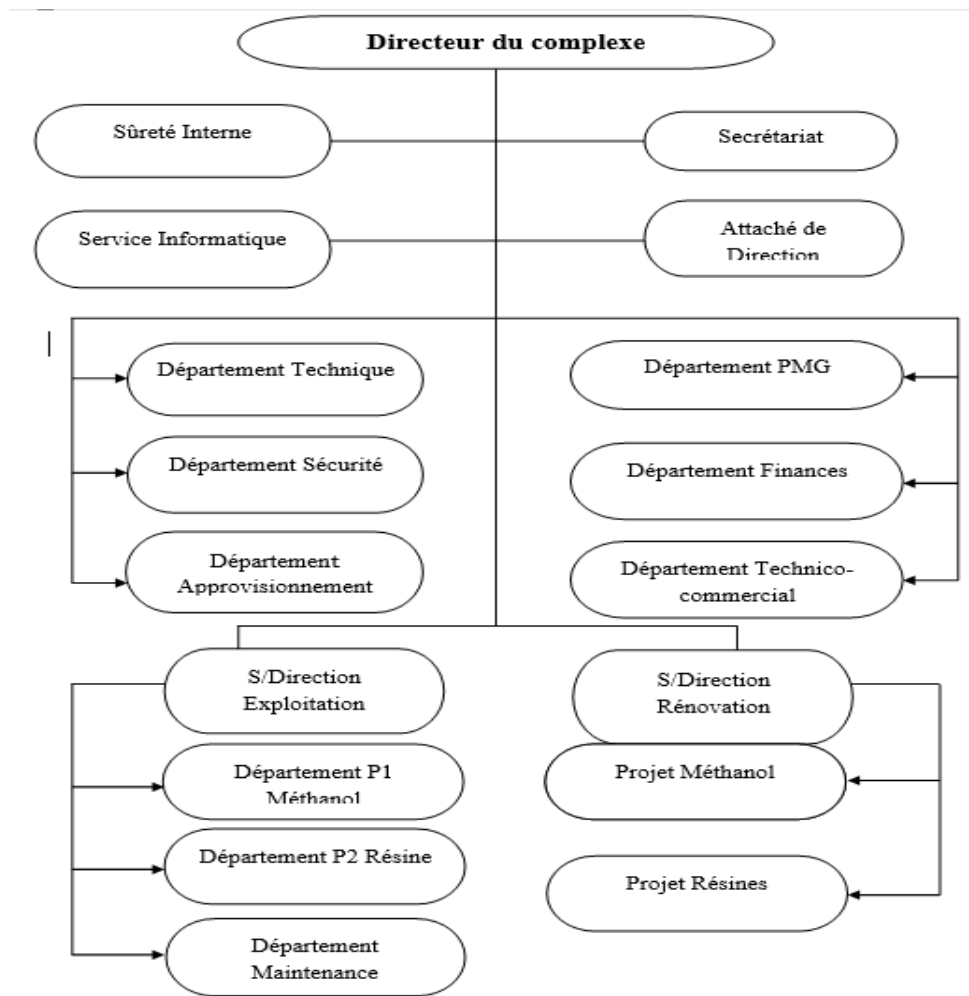 Directeur du complexe
Sûreté Interne
Secrétariat
Service Informatique
Attaché de
Direction
Département Technique
Département PMG
Département Sécurité
Département Finances
Département
Approvisionnement
Département Technico-
commercial
S/Direction
Exploitation
S/Direction
Rénovation
Département P1
Méthanol
Projet Méthanol
Département P2 Résine
Projet Résines
Département
Maintenance